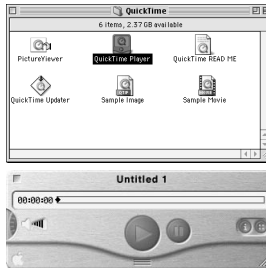 QuickTime
6 items, 2.37 GB available
PictureViewer
QuickTime Player
QuickTime READ ME
QuickTime Updater
Sample Image
Sample Movie
Untitled 1
00:00:00